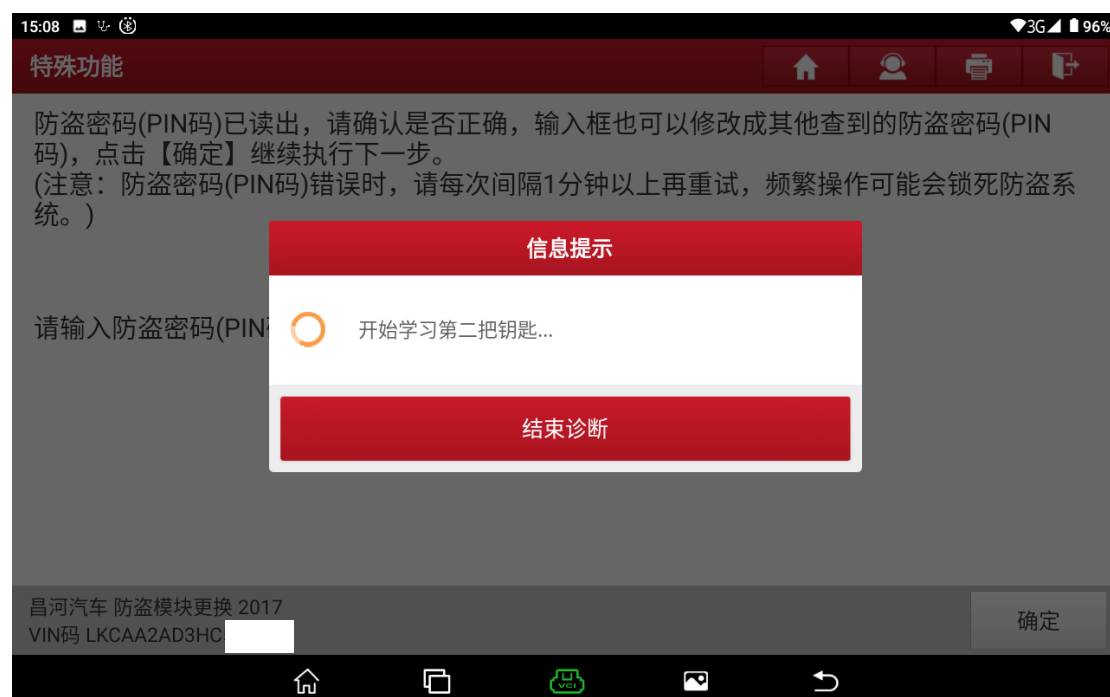 15:08
3G 96%
特殊功能
防盗密码(PIN码)已读出，请确认是否正确，输入框也可以修改成其他查到的防盗密码(PIN
码)，点击【确定】继续执行下一步。
(注意：防盗密码(PIN码)错误时，请每次间隔1分钟以上再重试，频繁操作可能会锁死防盗系
统。)
信息提示
请输入防盗密码(PIN
开始学习第二把钥匙...
结束诊断
昌河汽车 防盗模块更换 2017
VIN码 LKCAA2AD3HC
确定
VCI